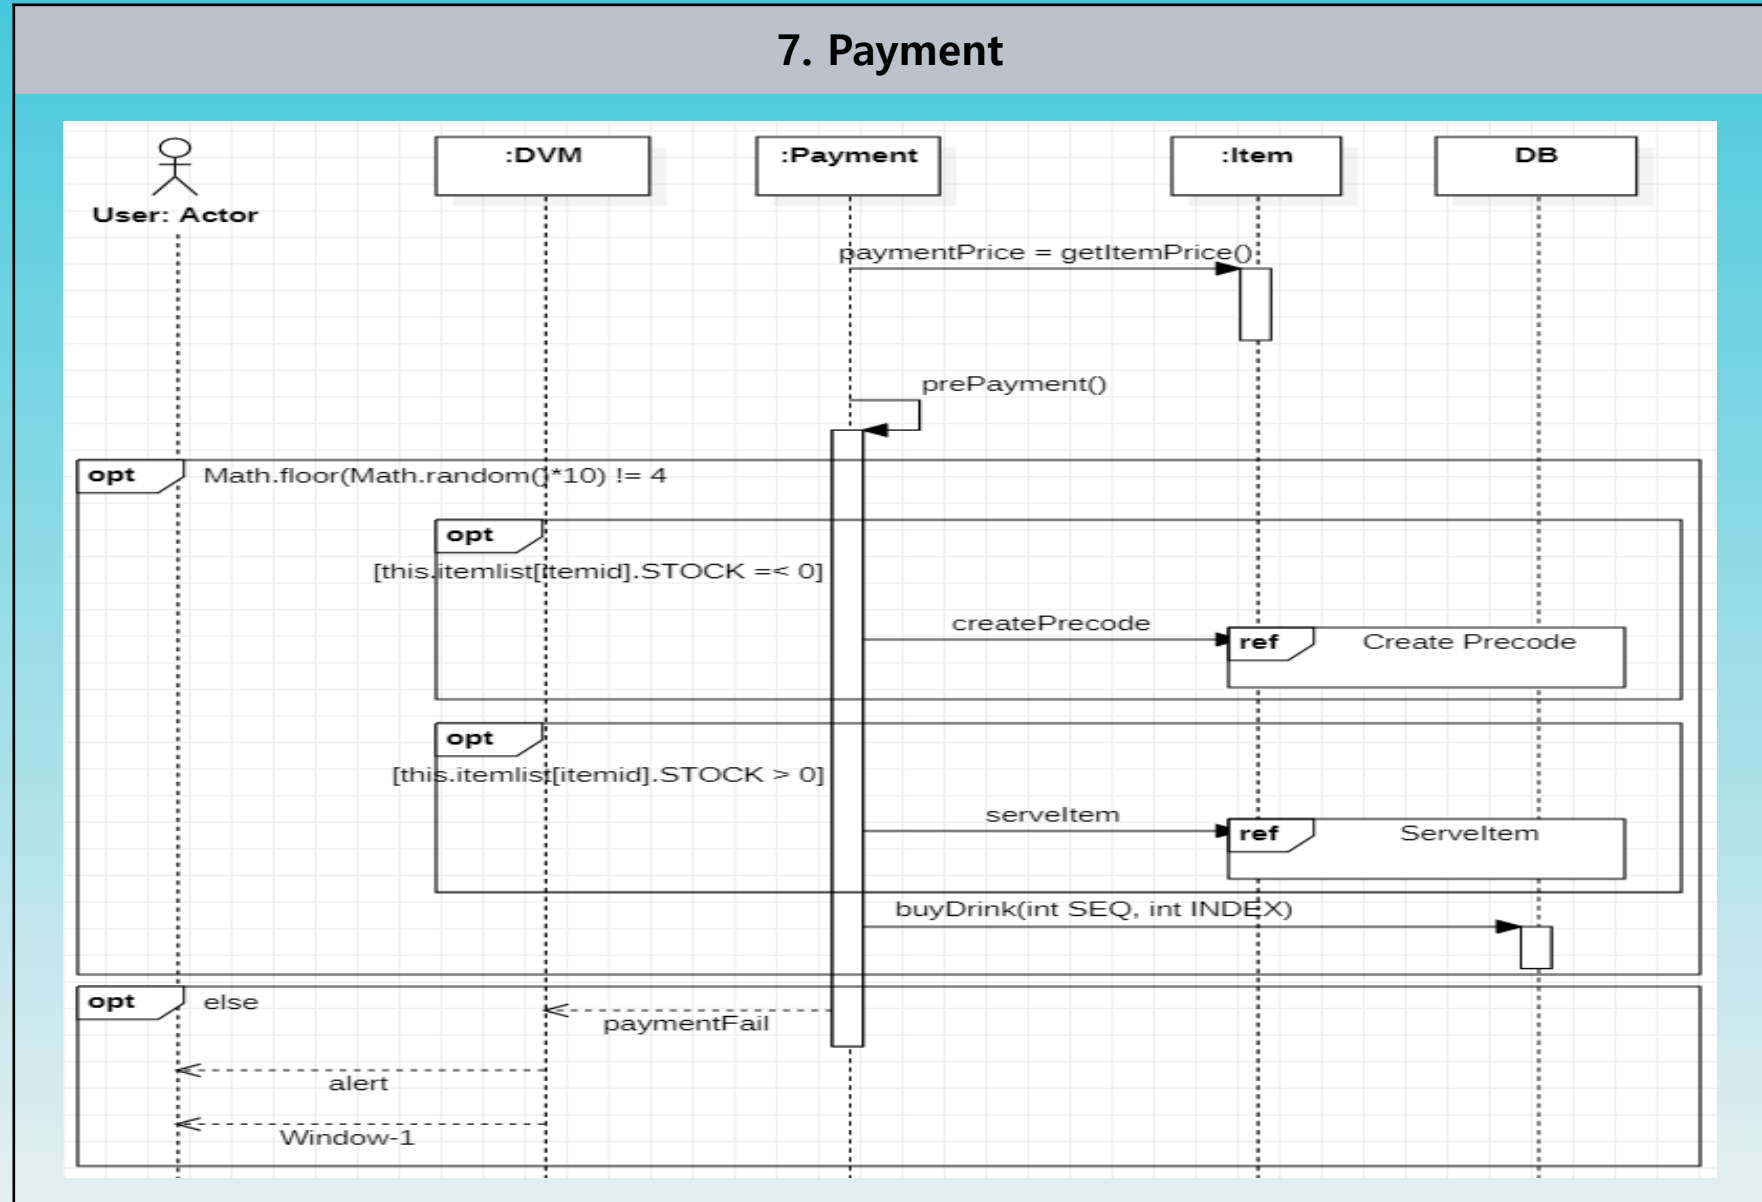 7. Payment
User: Actor
:DVM
:Payment
:Item
DB
paymentPrice = getItemPrice()
prePayment()
opt
Math.floor(Math.random()*10) != 4
opt
[this.itemlist[itemid].STOCK =< 0]
createPrecode
ref
Create Precode
opt
[this.itemlist[itemid].STOCK > 0]
serveItem
ref
ServeItem
buyDrink(int SEQ, int INDEX)
opt
else
paymentFail
alert
Window-1